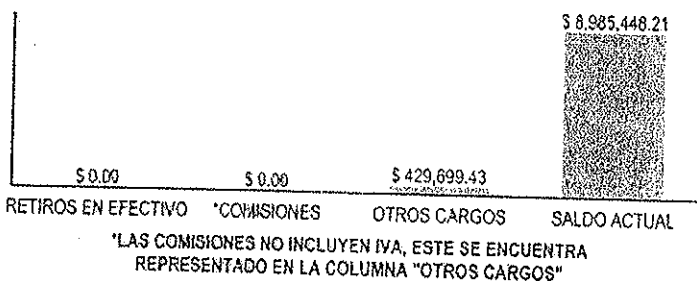 $ 8,985,448.21
$ 0.00 $ 0.00 $ 429,699.43
RETIROS EN EFECTIVO *COMISIONES OTROS CARGOS SALDO ACTUAL
*LAS COMISIONES NO INCLUYEN IVA, ESTE SE ENCUENTRA
REPRESENTADO EN LA COLUMNA "OTROS CARGOS"